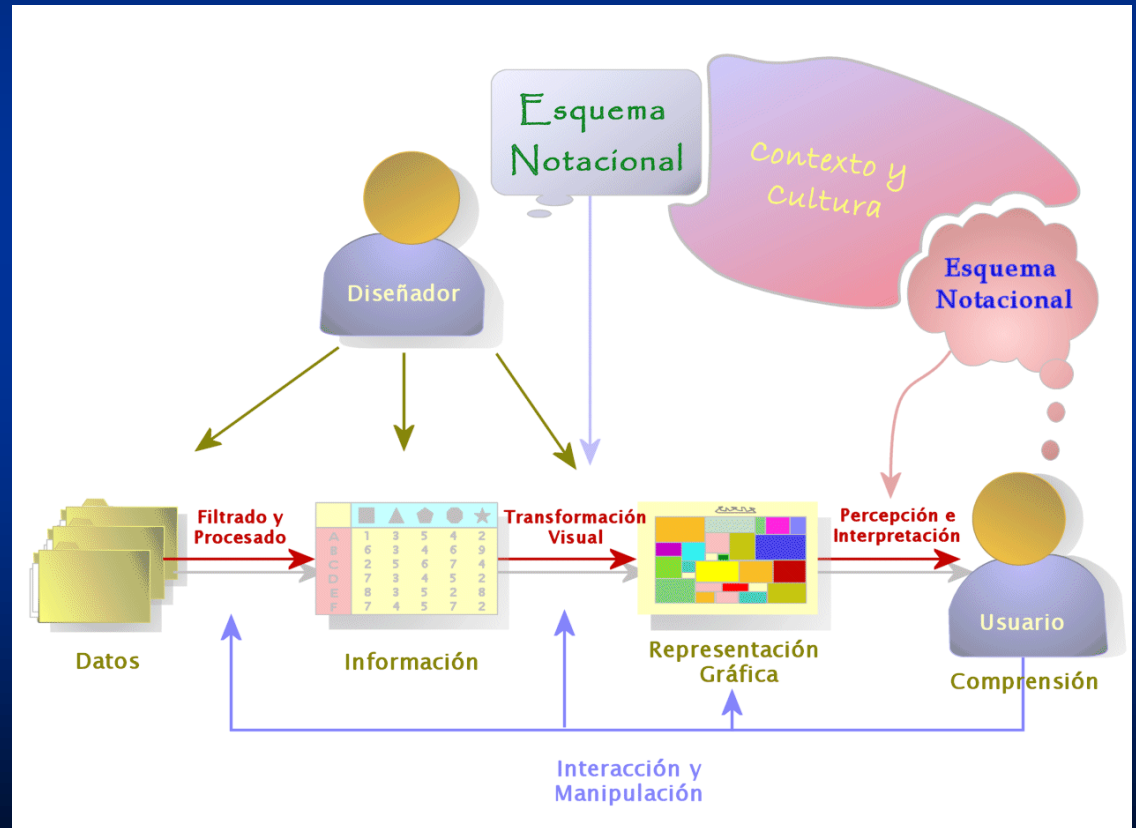 Esquema
Notacional
Contexto y
Cultura
Esquema
Notacional
Diseñador
Filtrado y
Procesado
A 1 3 5 4 2
B 6 3 4 6 9
C 2 5 6 7 4
D 7 3 4 5 2
E 8 3 5 2 8
F 7 4 5 7 2
Transformación
Visual
Percepción e
Interpretación
Usuario
Datos
Información
Representación
Gráfica
Comprensión
Interacción y
Manipulación